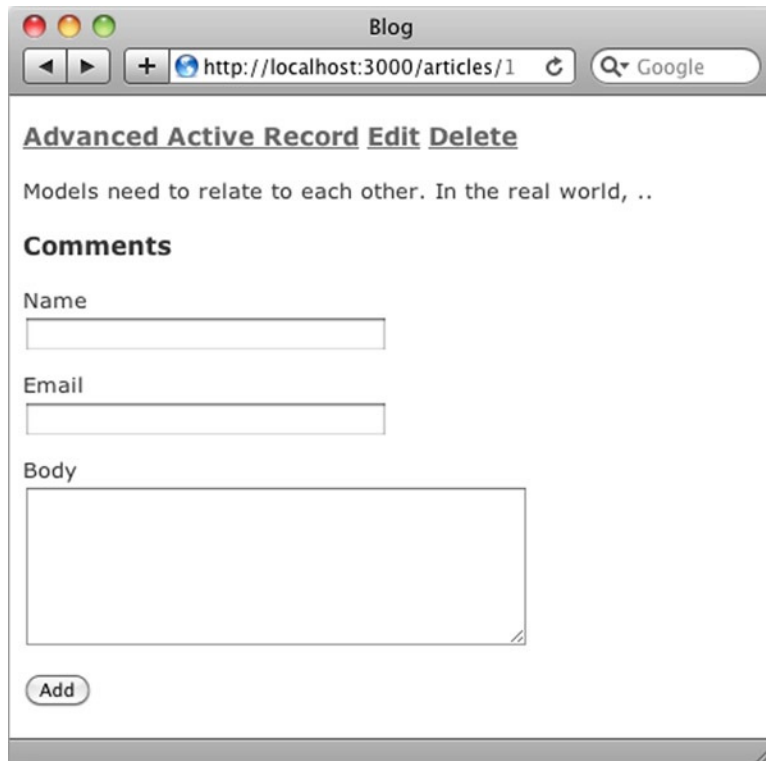 Blog
http://localhost:3000/articles/1
Google
Advanced Active Record Edit Delete
Models need to relate to each other. In the real world, ..
Comments
Name
Email
Body
Add